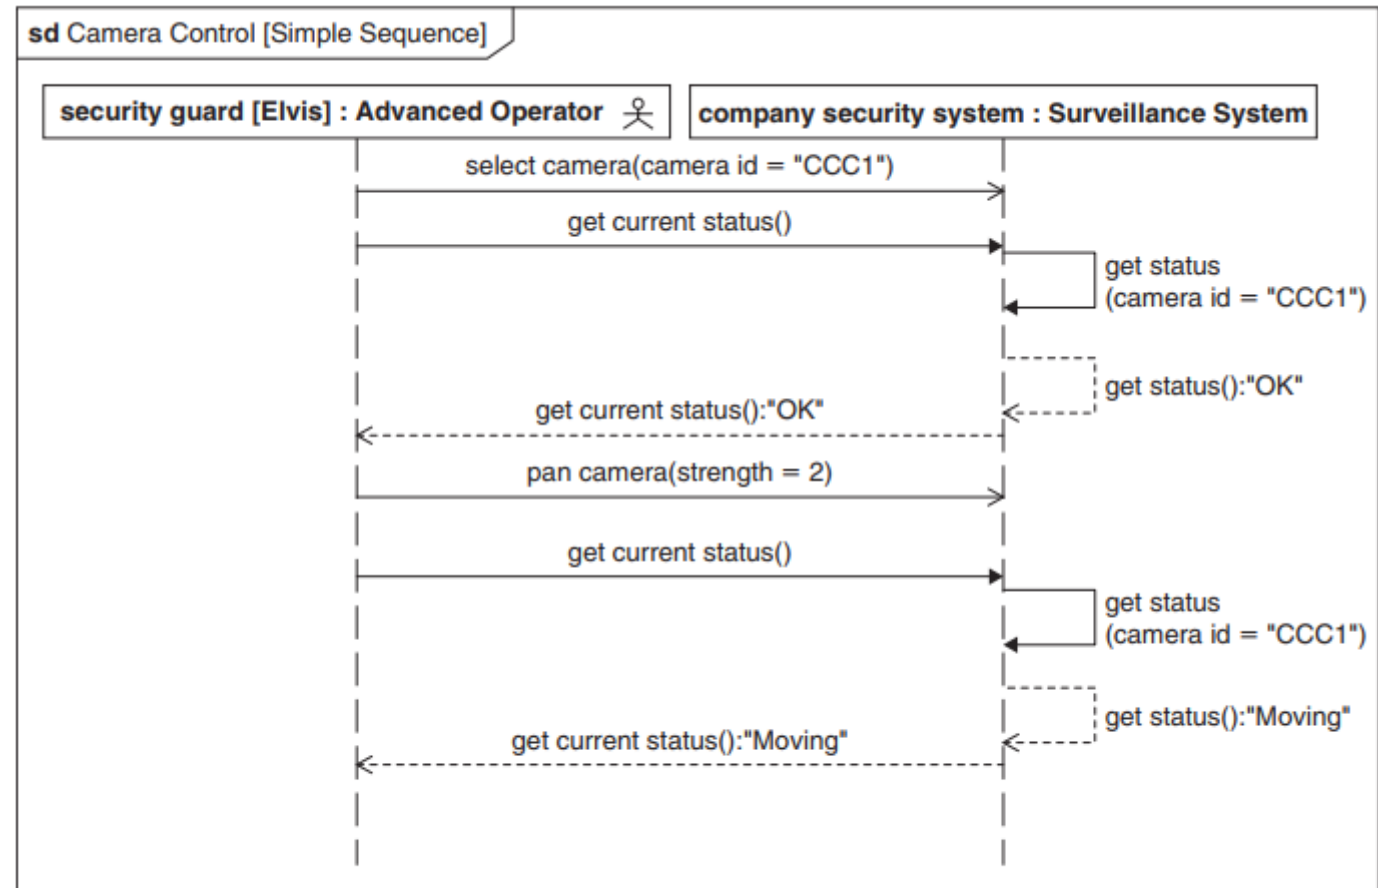 sd Camera Control [Simple Sequence]
security guard [Elvis] : Advanced Operator
company security system : Surveillance System
select camera(camera id = "CCC1")
get current status()
get status
(camera id = "CCC1")
get status():"OK"
get current status():"OK"
pan camera(strength = 2)
get current status()
get status
(camera id = "CCC1")
get status():"Moving"
get current status():"Moving"